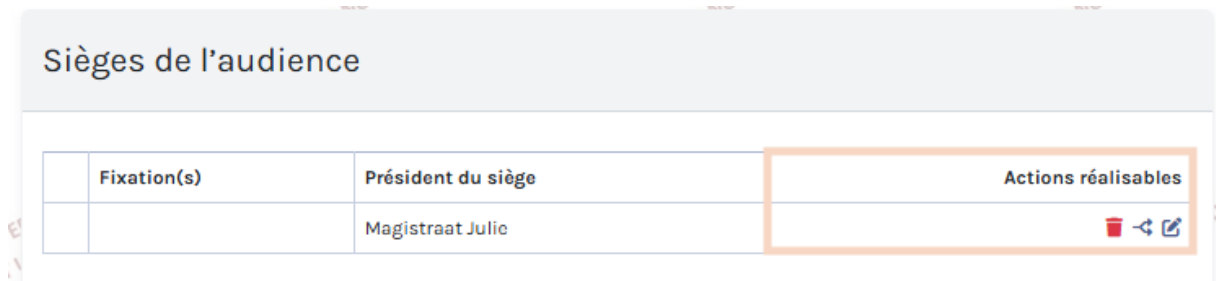 Sièges de l'audience
Fixation(s) Président du siège Actions réalisables
Magistraat Julie